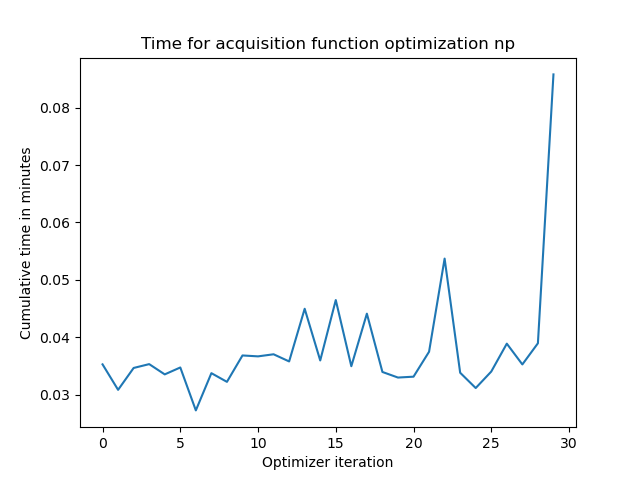 Time for acquisition function optimization np
Cumulative time in minutes
0.08
0.07
0.06
0.05
0.04
0.03
0 5 10 15 20 25 30
Optimizer iteration